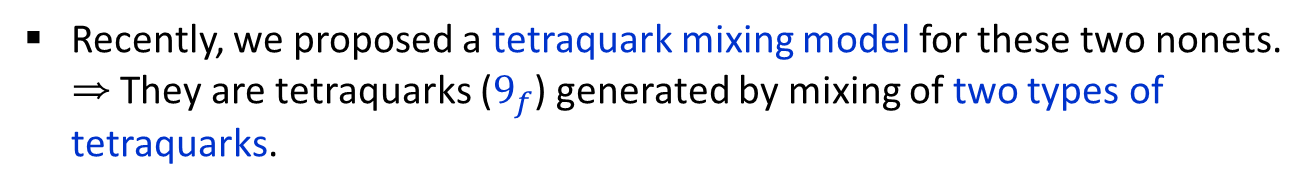 ▪ Recently, we proposed a tetraquark mixing model for these two nonets.
⇒ They are tetraquarks (9_f) generated by mixing of two types of
tetraquarks.